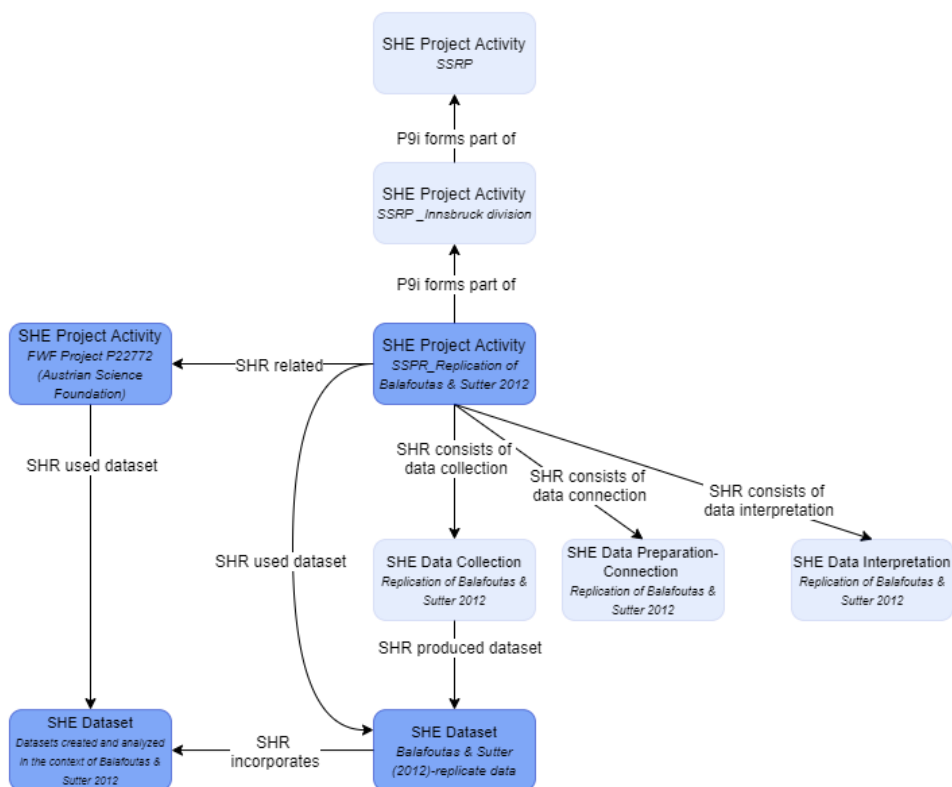 SHE Project Activity
SSRP
P9i forms part of
SHE Project Activity
SSRP_Innsbruck division
P9i forms part of
SHE Project Activity
FWF Project P22772
(Austrian Science
Foundation)
SHR related
SHE Project Activity
SSPR_Replication of
Balafoutas & Sutter 2012
SHR used dataset
SHR consists of
data collection
SHR consists of
data connection
SHR consists of
data interpretation
SHR used dataset
SHE Data Collection
Replication of Balafoutas &
Sutter 2012
SHE Data Preparation-
Connection
Replication of Balafoutas &
Sutter 2012
SHE Data Interpretation
Replication of Balafoutas &
Sutter 2012
SHR produced dataset
SHE Dataset
Datasets created and analyzed
in the context of Balafoutas &
Sutter 2012
SHR
incorporates
SHE Dataset
Balafoutas & Sutter
(2012)-replicate data